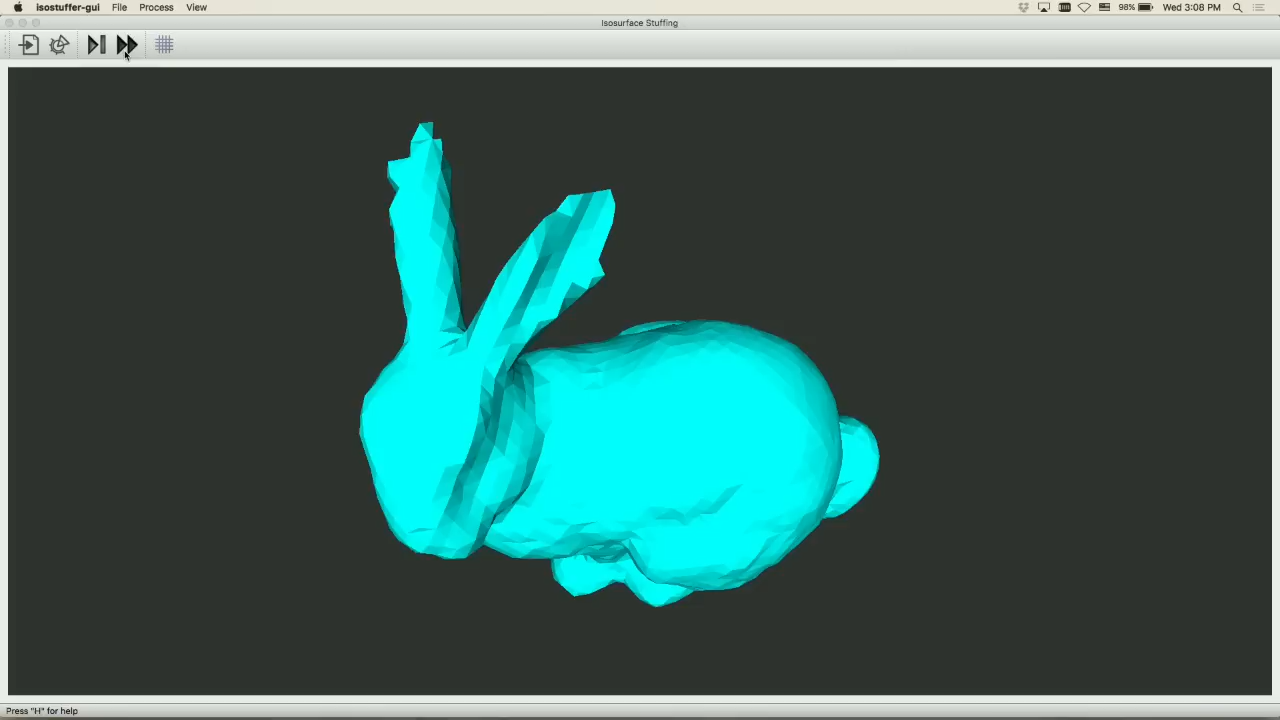 isostuffer-gui File Process View 98% Wed 3:08 PM
Isosurface Stuffing
Press "H" for help